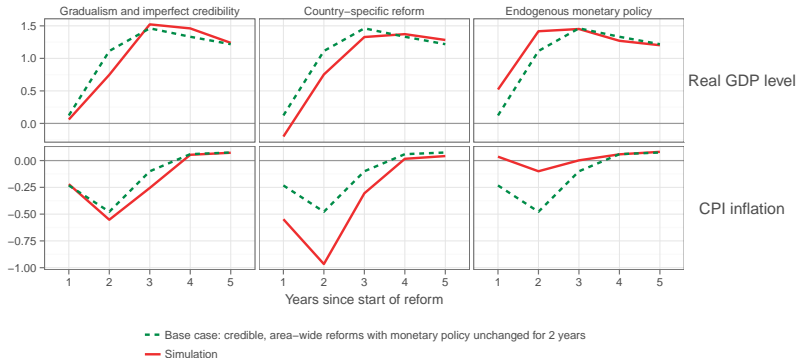 Gradualism and imperfect credibility
Country−specific reform
Endogenous monetary policy
1.5
1.0
0.5
0.0
Real GDP level
0.00
−0.25
−0.50
−0.75
−1.00
CPI inflation
1 2 3 4 5
1 2 3 4 5
1 2 3 4 5
Years since start of reform
Base case: credible, area−wide reforms with monetary policy unchanged for 2 years
Simulation